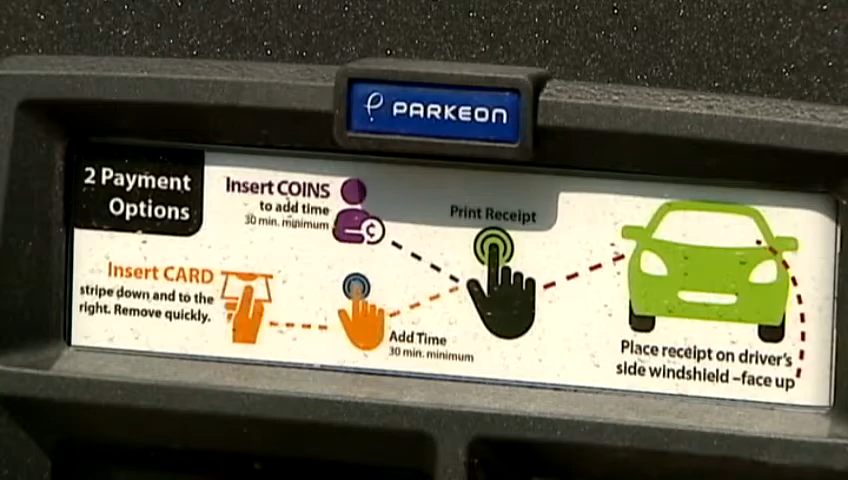 PARKEON
2 Payment
Options
Insert COINS
to add time
30 min. minimum
¢
Insert CARD
stripe down and to the
right. Remove quickly.
Add Time
30 min. minimum
Print Receipt
Place receipt on driver's
side windshield –face up